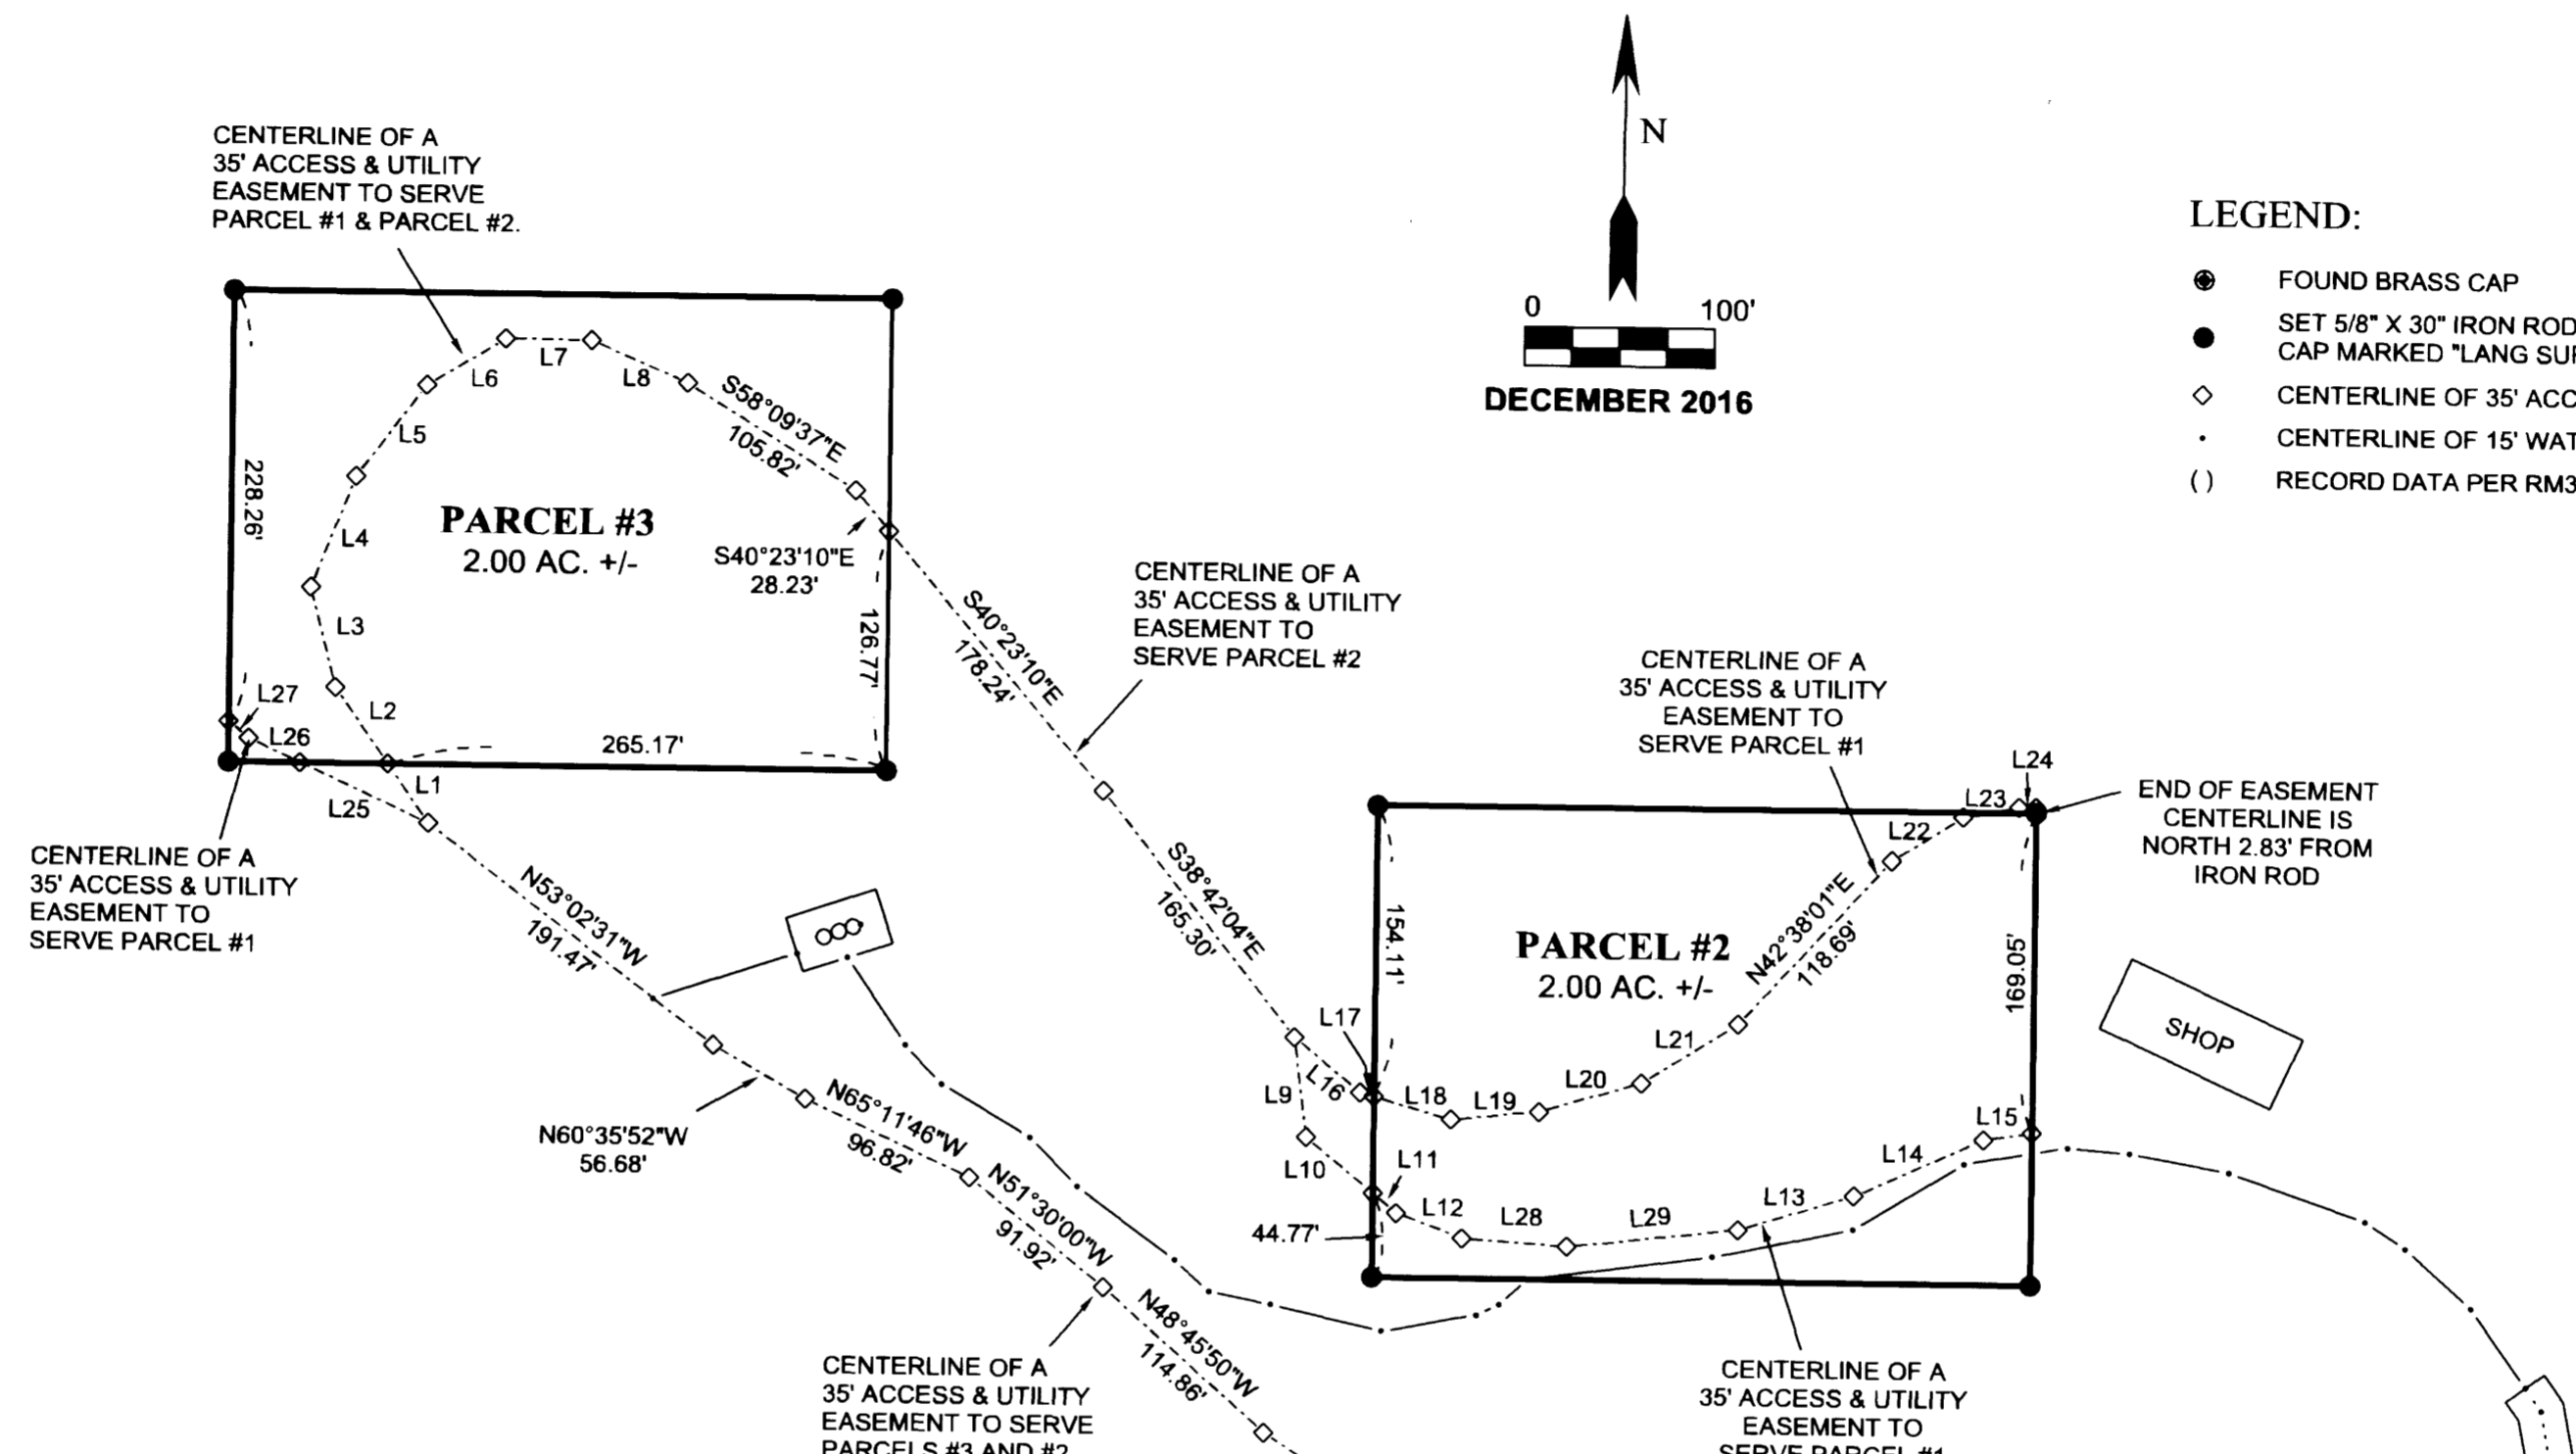 CENTERLINE OF A
35' ACCESS & UTILITY
EASEMENT TO SERVE
PARCEL #1 & PARCEL #2.
N
0 100'
DECEMBER 2016
LEGEND:
FOUND BRASS CAP
SET 5/8" X 30" IRON ROD
CAP MARKED "LANG SU
CENTERLINE OF 35' ACC
CENTERLINE OF 15' WAT
( ) RECORD DATA PER RM3
L7
L6
L8
L5
S58°09'37"E
105.82'
228.26'
PARCEL #3
2.00 AC. +/-
L4
S40°23'10"E
28.23'
L3
126.77'
L2
L27
L26
265.17'
L1
L25
S40°23'10"E
178.24'
CENTERLINE OF A
35' ACCESS & UTILITY
EASEMENT TO
SERVE PARCEL #2
CENTERLINE OF A
35' ACCESS & UTILITY
EASEMENT TO
SERVE PARCEL #1
L24
L23
L22
END OF EASEMENT
CENTERLINE IS
NORTH 2.83' FROM
IRON ROD
CENTERLINE OF A
35' ACCESS & UTILITY
EASEMENT TO
SERVE PARCEL #1
N53°02'31"W
191.47'
S38°42'04"E
165.30'
154.11'
PARCEL #2
2.00 AC. +/-
N42°38'01"E
118.69'
169.05'
SHOP
L17
L16
L18
L19
L20
L21
L9
L10
L11
L12
L28
L29
L13
L14
L15
44.77'
N60°35'52"W
56.68'
N65°11'46"W
96.82'
N51°30'00"W
91.92'
N48°45'50"W
114.86'
CENTERLINE OF A
35' ACCESS & UTILITY
EASEMENT TO SERVE
PARCELS #3 AND #2
CENTERLINE OF A
35' ACCESS & UTILITY
EASEMENT TO
SERVE PARCEL #1